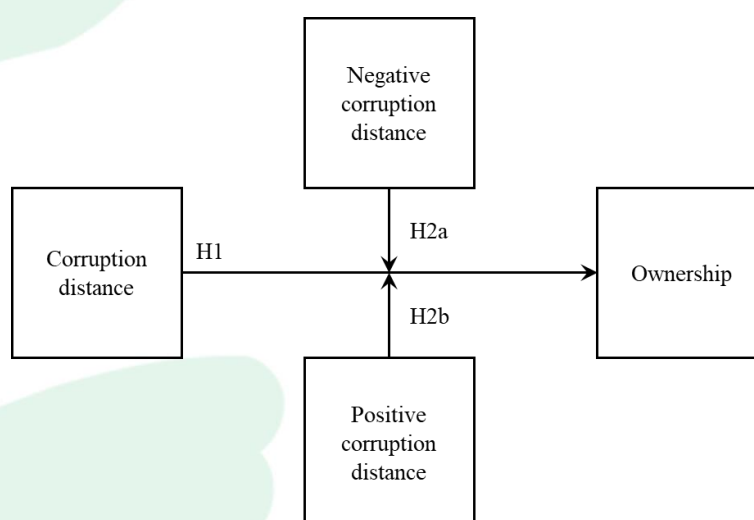 Negative
corruption
distance
H2a
Corruption
distance
H1
Ownership
H2b
Positive
corruption
distance